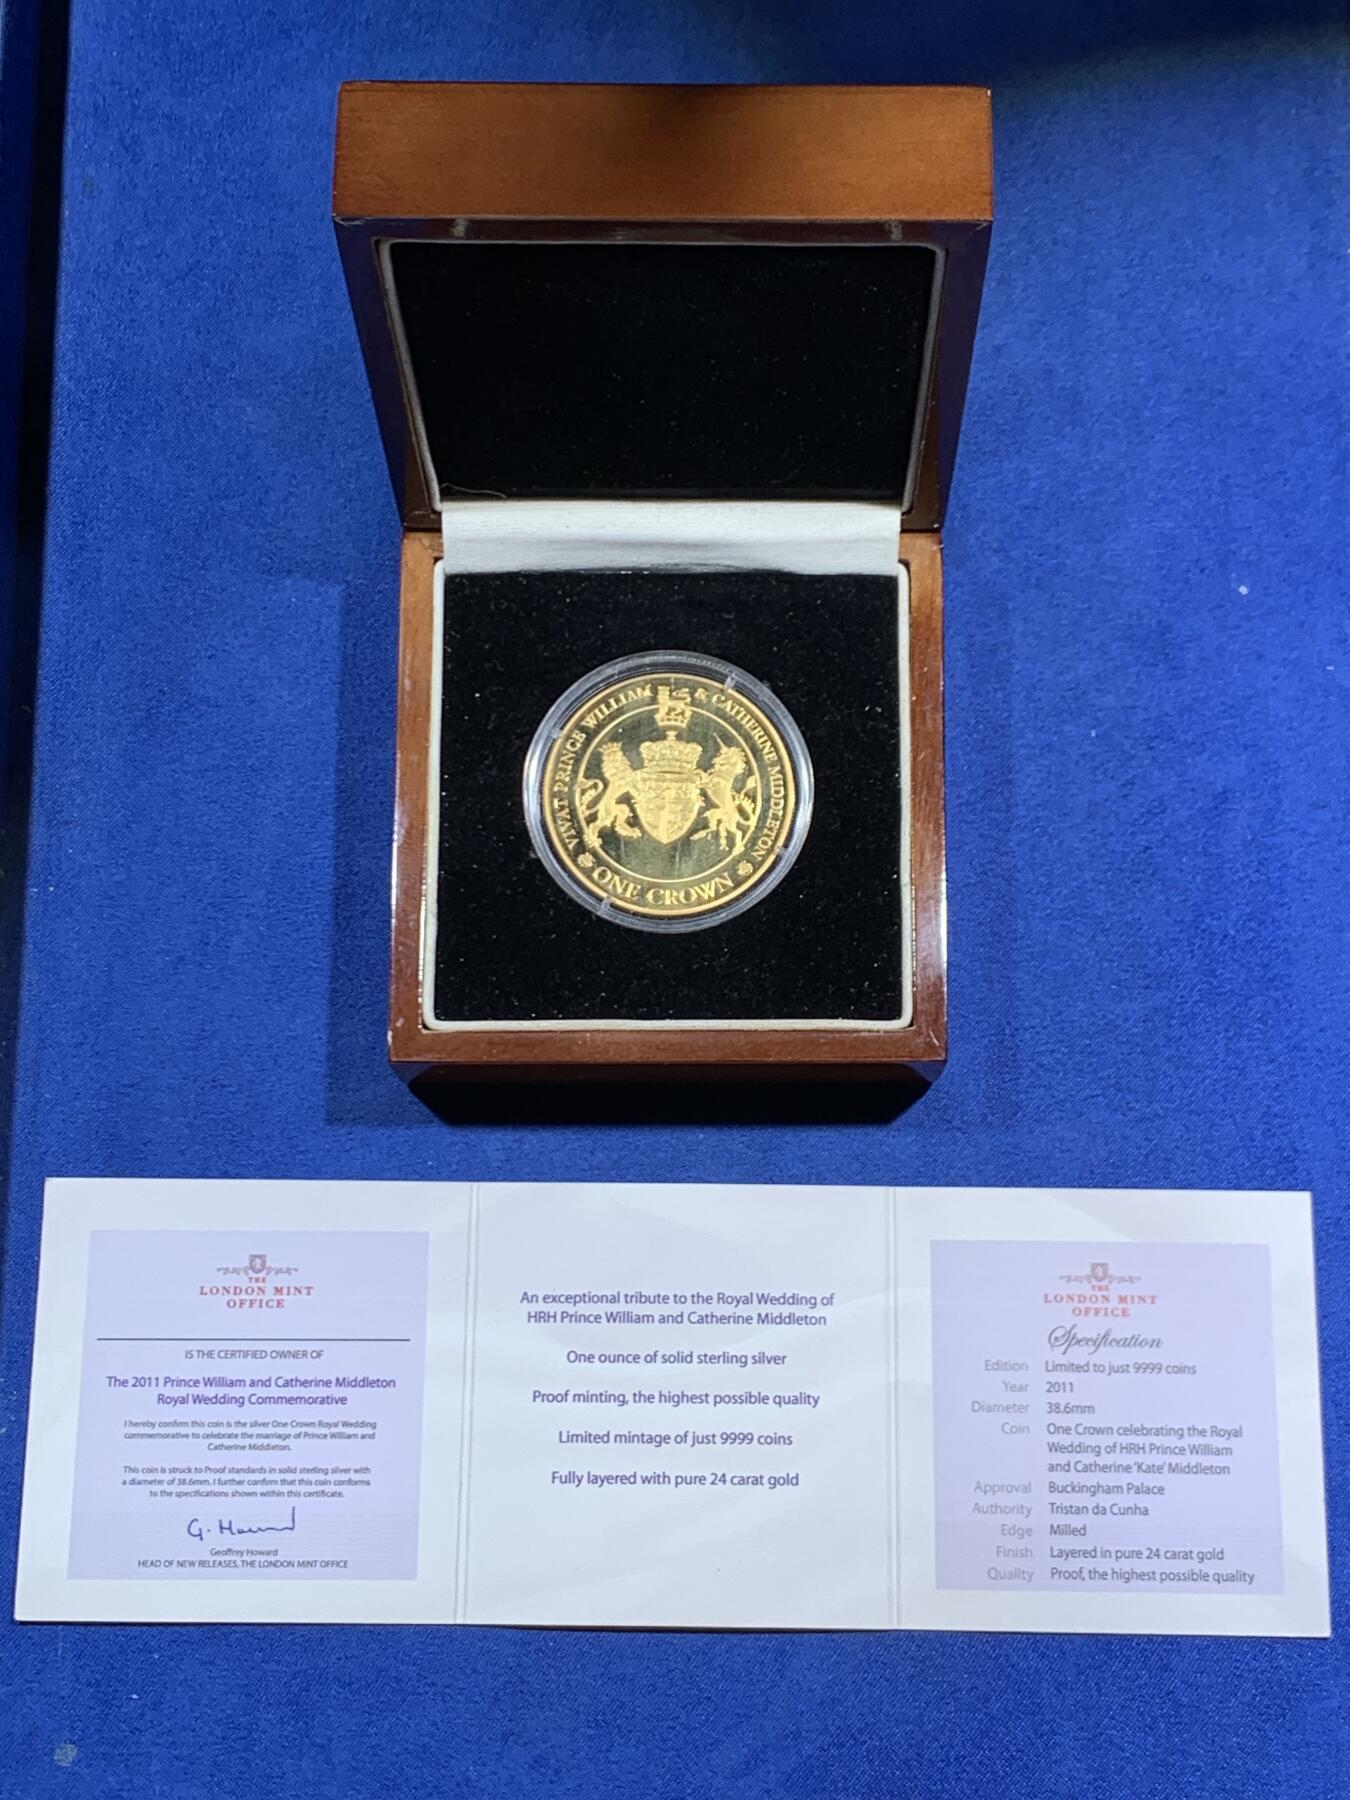 VIVAT PRINCE WILLIAM & CATHERINE MIDDLETON
ONE CROWN
THE
LONDON MINT
OFFICE
IS THE CERTIFIED OWNER OF
The 2011 Prince William and Catherine Middleton
Royal Wedding Commemorative
I hereby confirm this coin is the silver One Crown Royal Wedding
commemorative to celebrate the marriage of Prince William and
Catherine Middleton.
This coin is struck to Proof standards in solid sterling silver with
a diameter of 38.6mm. I further confirm that this coin conforms
to the specifications shown within this certificate.
G. Howard
Geoffrey Howard
HEAD OF NEW RELEASES, THE LONDON MINT OFFICE
An exceptional tribute to the Royal Wedding of
HRH Prince William and Catherine Middleton
One ounce of solid sterling silver
Proof minting, the highest possible quality
Limited mintage of just 9999 coins
Fully layered with pure 24 carat gold
THE
LONDON MINT
OFFICE
Specification
Edition Limited to just 9999 coins
Year 2011
Diameter 38.6mm
Coin One Crown celebrating the Royal
Wedding of HRH Prince William
and Catherine 'Kate' Middleton
Approval Buckingham Palace
Authority Tristan da Cunha
Edge Milled
Finish Layered in pure 24 carat gold
Quality Proof, the highest possible quality